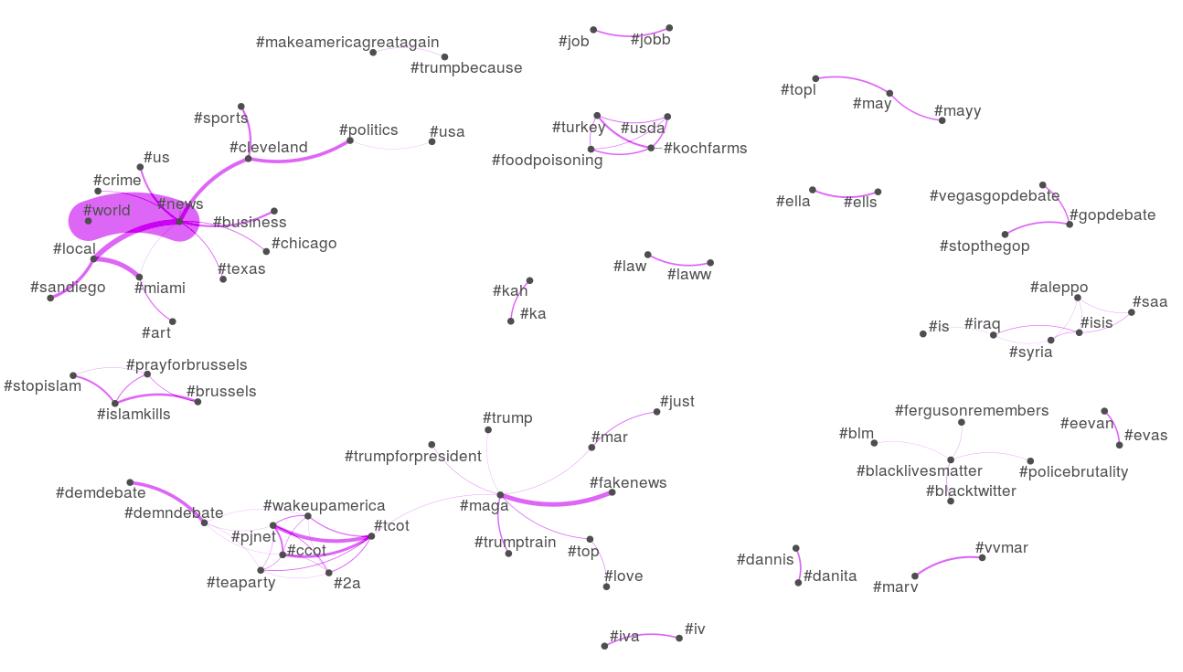 #makeamericagreatagain
#trumpbecause
#job
#jobb
#topl
#may
#mayy
#sports
#cleveland
#politics
#usa
#us
#crime
#world
#news
#business
#chicago
#local
#texas
#sandiego
#miami
#art
#turkey
#usda
#foodpoisoning
#kochfarms
#ella
#ells
#vegasgopdebate
#gopdebate
#stopthegop
#law
#laww
#kah
#ka
#aleppo
#saa
#is
#iraq
#isis
#syria
#prayforbrussels
#stopislam
#brussels
#islamkills
#just
#trump
#mar
#trumpforpresident
#fakenews
#maga
#trumptrain
#top
#love
#fergusonremembers
#blm
#blacklivesmatter
#policebrutality
#blacktwitter
#eevan
#evas
#demdebate
#demndebate
#wakeupamerica
#tcot
#pjnet
#ccot
#teaparty
#2a
#dannis
#danita
#vvmar
#marv
#iva
#iv